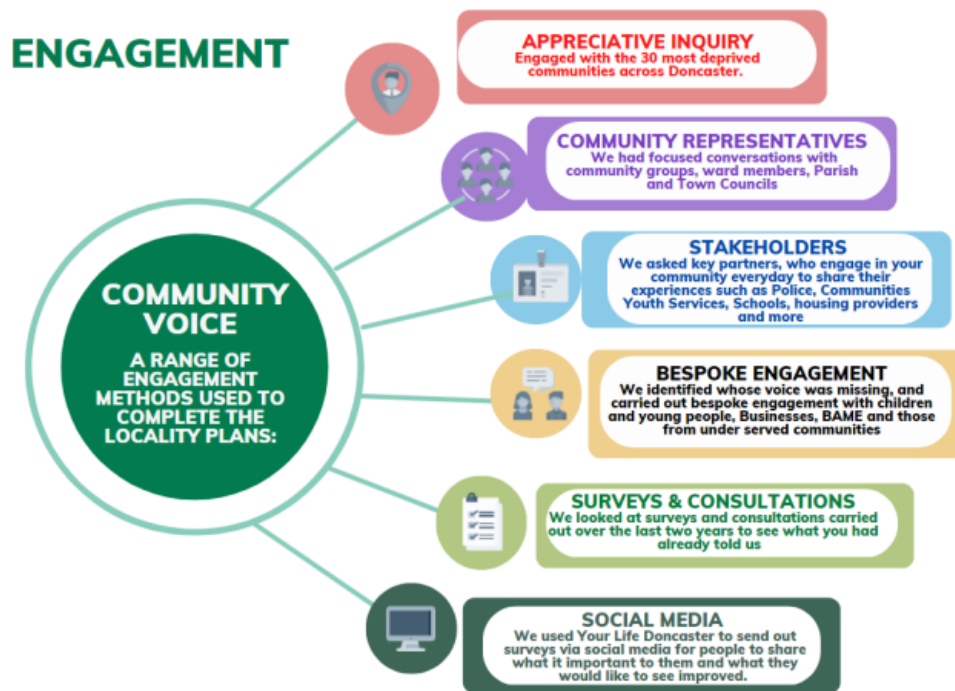 ENGAGEMENT
APPRECIATIVE INQUIRY
Engaged with the 30 most deprived
communities across Doncaster.
COMMUNITY REPRESENTATIVES
We had focused conversations with
community groups, ward members, Parish
and Town Councils
STAKEHOLDERS
We asked key partners, who engage in your
community everyday to share their
experiences such as Police, Communities
Youth Services, Schools, housing providers
and more
COMMUNITY
VOICE
A RANGE OF
ENGAGEMENT
METHODS USED TO
COMPLETE THE
LOCALITY PLANS:
BESPOKE ENGAGEMENT
We identified whose voice was missing, and
carried out bespoke engagement with children
and young people, Businesses, BAME and those
from under served communities
SURVEYS & CONSULTATIONS
We looked at surveys and consultations carried
out over the last two years to see what you had
already told us
SOCIAL MEDIA
We used Your Life Doncaster to send out
surveys via social media for people to share
what it important to them and what they
would like to see improved.